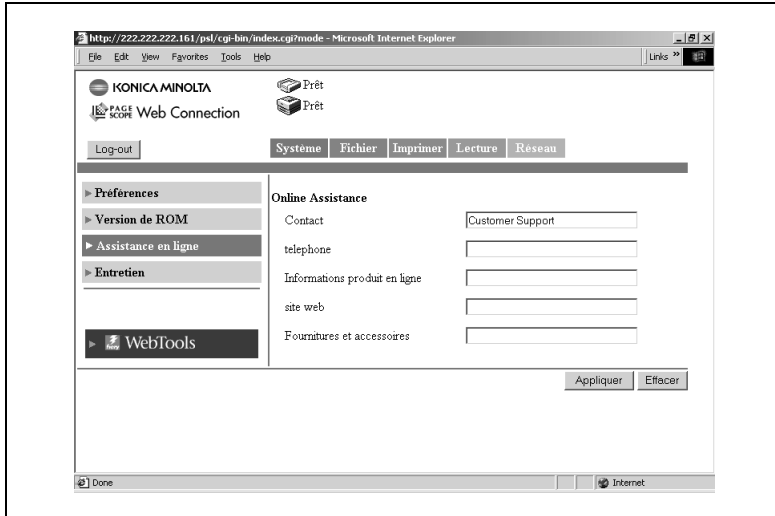 http://222.222.222.161/psl/cgi-bin/index.cgi?mode - Microsoft Internet Explorer
File Edit View Favorites Tools Help Links »
KONICA MINOLTA
Prêt
PAGE SCOPE Web Connection
Prêt
Log-out
Système Fichier Imprimer Lecture Réseau
Préférences
Online Assistance
Contact Customer Support
Version de ROM
telephone
Assistance en ligne
Informations produit en ligne
Entretien
site web
fiery WebTools
Fournitures et accessoires
Appliquer Effacer
Done Internet